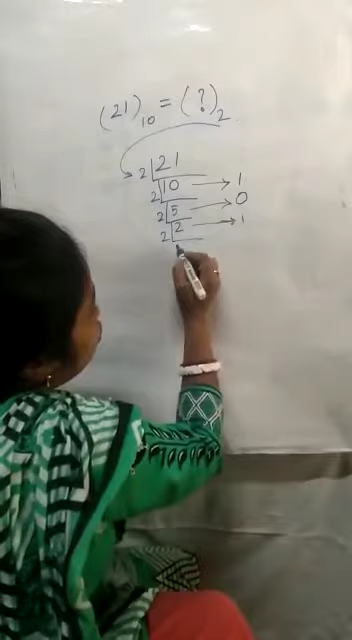 (21)₁₀ = (?)₂
2 | 21
2 | 10 → 1
2 | 5 → 0
2 | 2 → 1